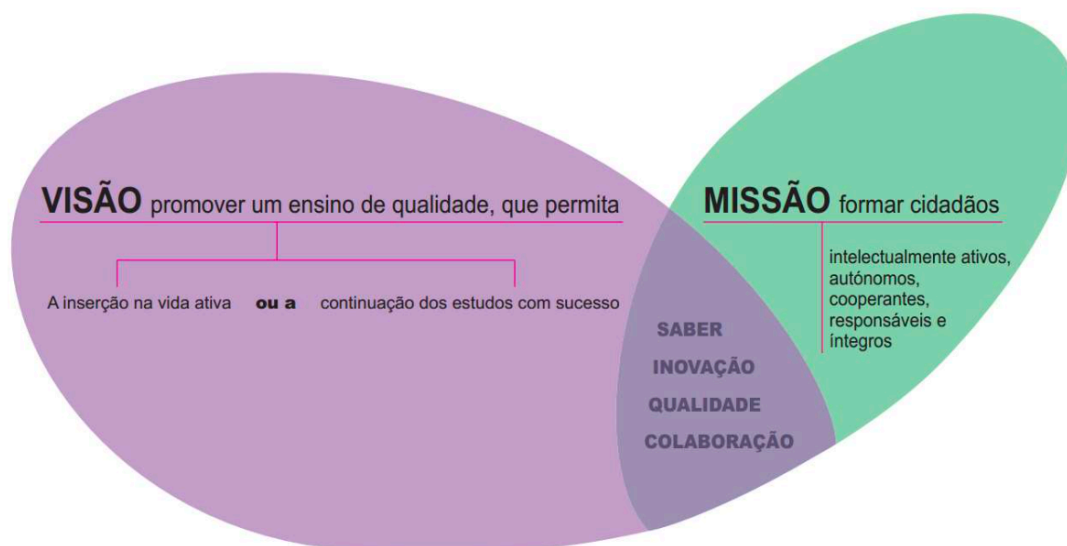 VISÃO promover um ensino de qualidade, que permita
A inserção na vida ativa ou a continuação dos estudos com sucesso
MISSÃO formar cidadãos
intelectualmente ativos,
autónomos,
cooperantes,
responsáveis e
íntegros
SABER
INOVAÇÃO
QUALIDADE
COLABORAÇÃO